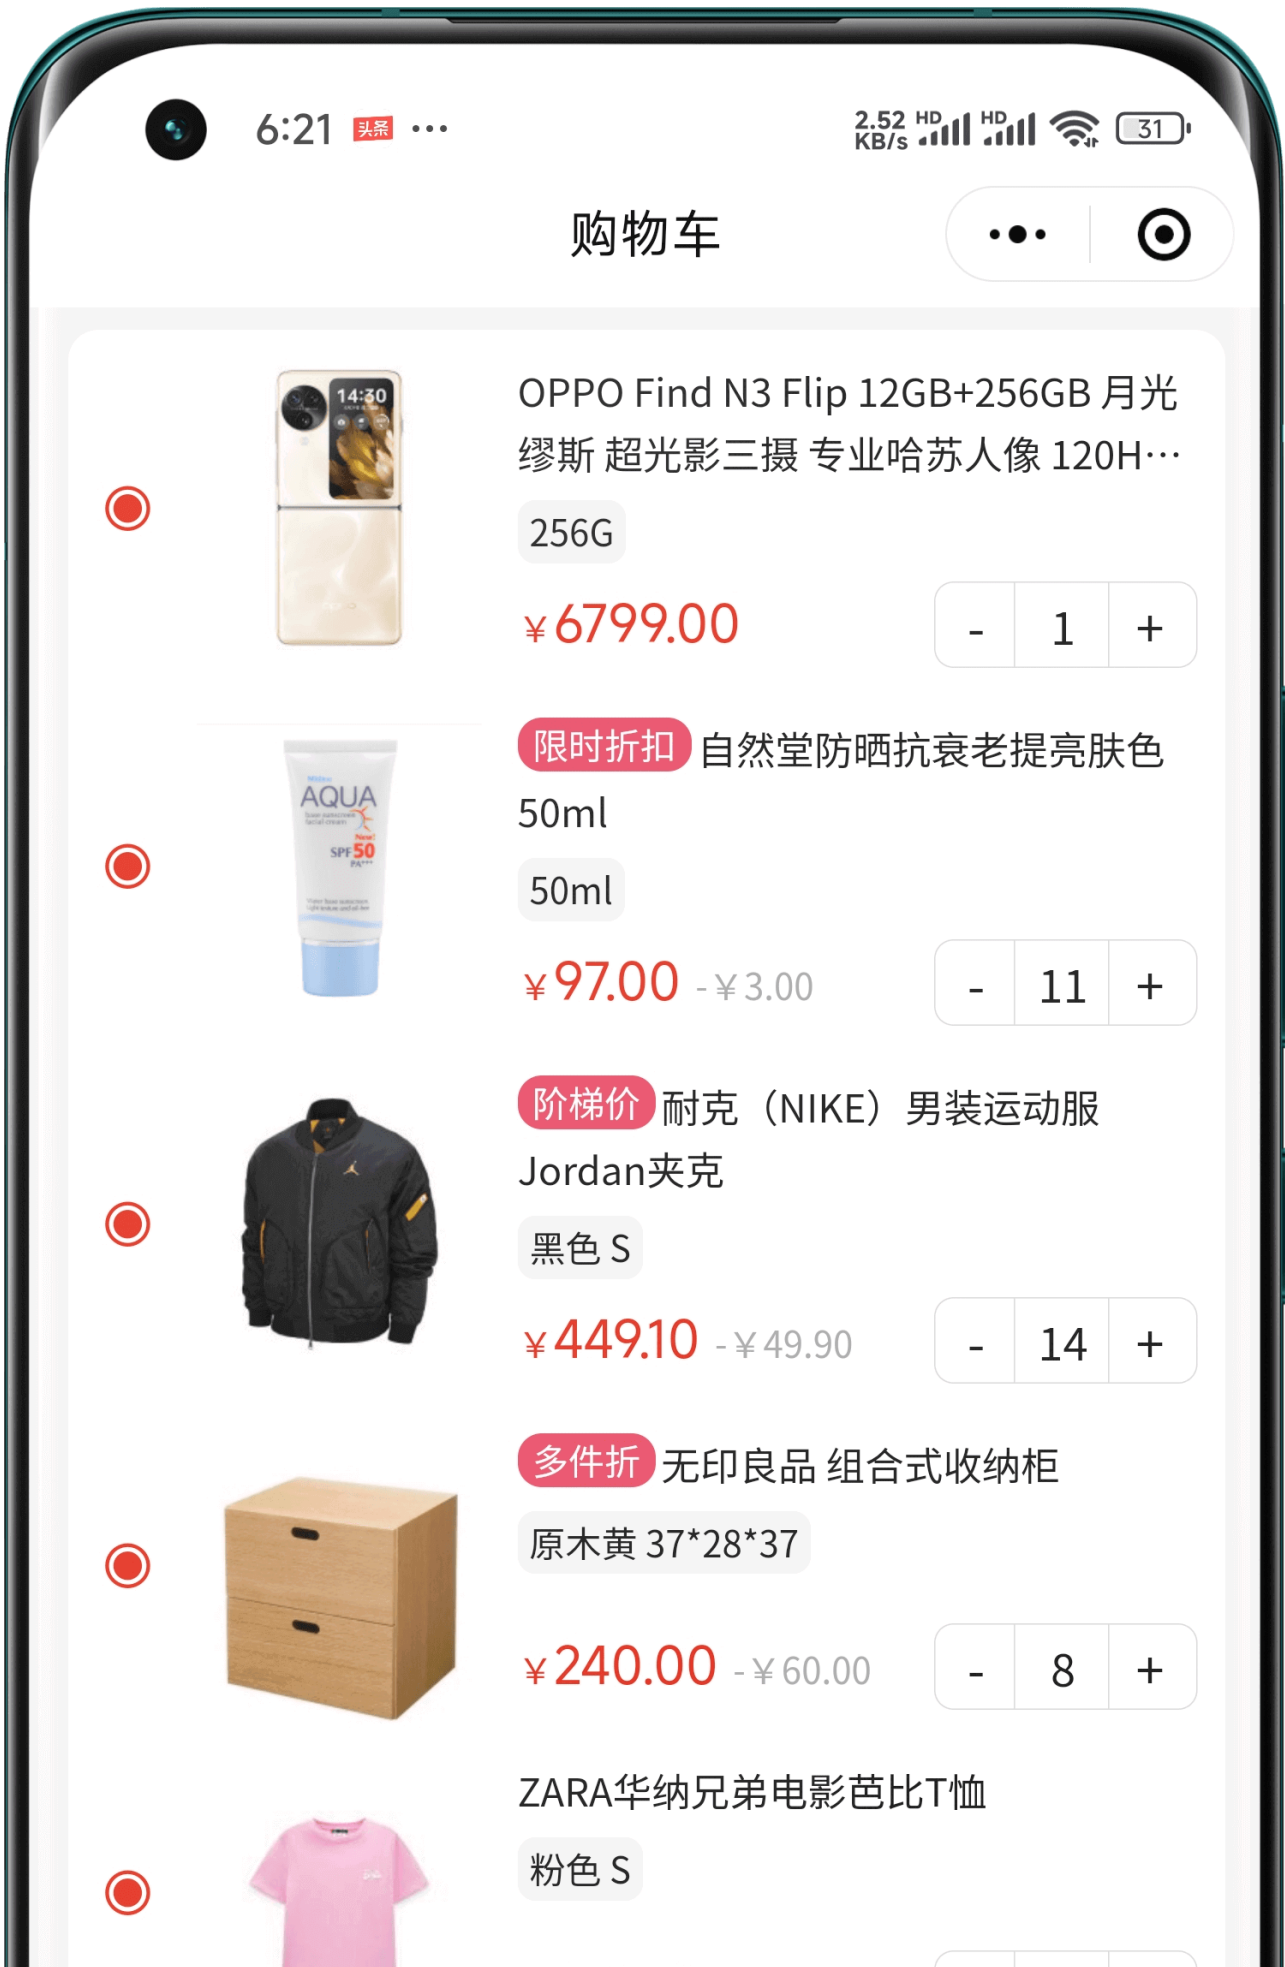 6:21 头条 ···
2.52 KB/s HD HD 31
购物车
14:30
OPPO Find N3 Flip 12GB+256GB 月光
缪斯 超光影三摄 专业哈苏人像 120H…
256G
¥6799.00
- 1 +
限时折扣 自然堂防晒抗衰老提亮肤色
50ml
AQUA
New!
SPF50
PA+++
50ml
¥97.00 -¥3.00
- 11 +
阶梯价 耐克（NIKE）男装运动服
Jordan夹克
黑色 S
¥449.10 -¥49.90
- 14 +
多件折 无印良品 组合式收纳柜
原木黄 37*28*37
¥240.00 -¥60.00
- 8 +
ZARA华纳兄弟电影芭比T恤
粉色 S